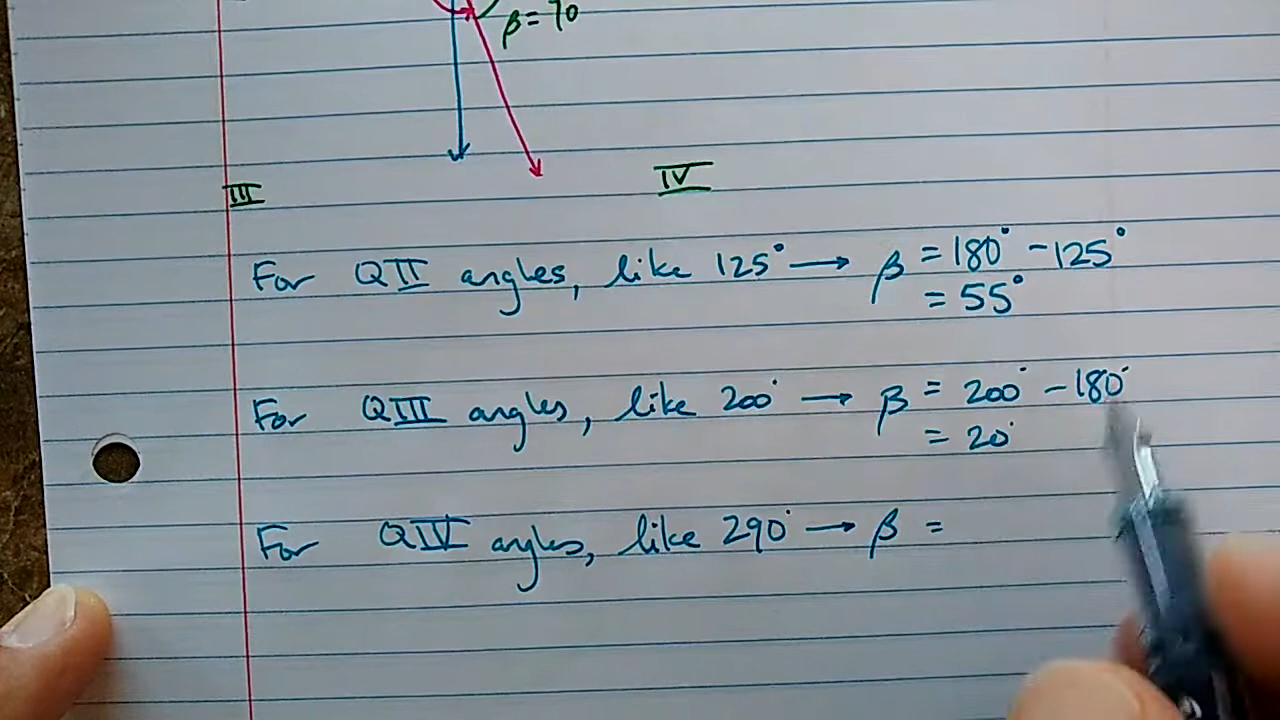 β = 70
III
IV
For QII angles, like 125° → β = 180° - 125°
= 55°
For QIII angles, like 200° → β = 200° - 180°
= 20°
For QIV angles, like 290° → β =